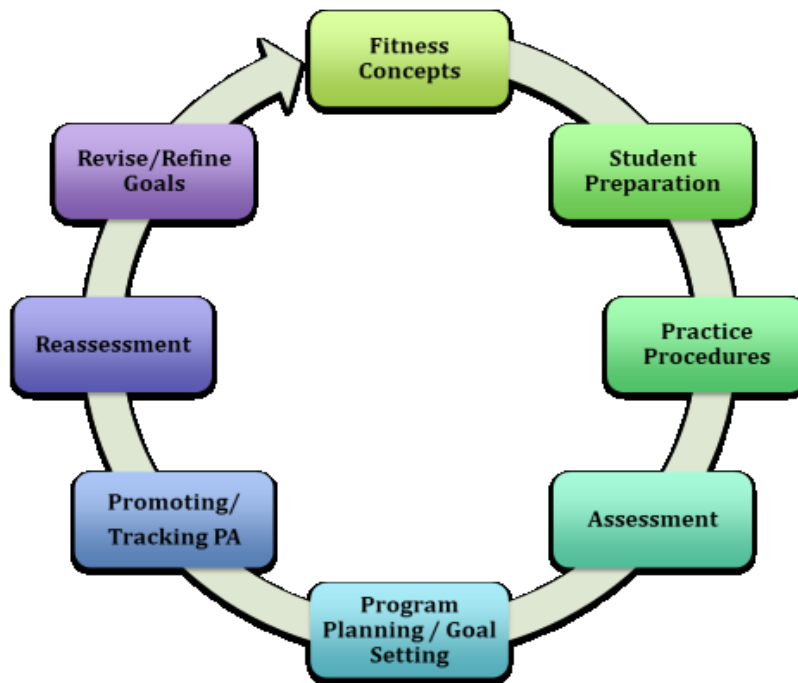 Fitness
Concepts
Student
Preparation
Practice
Procedures
Assessment
Program
Planning / Goal
Setting
Promoting/
Tracking PA
Reassessment
Revise/Refine
Goals